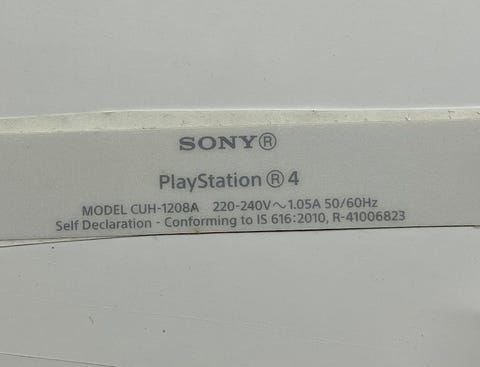 SONY®
PlayStation ® 4
MODEL CUH-1208A 220-240V～1.05A 50/60Hz
Self Declaration - Conforming to IS 616:2010, R-41006823